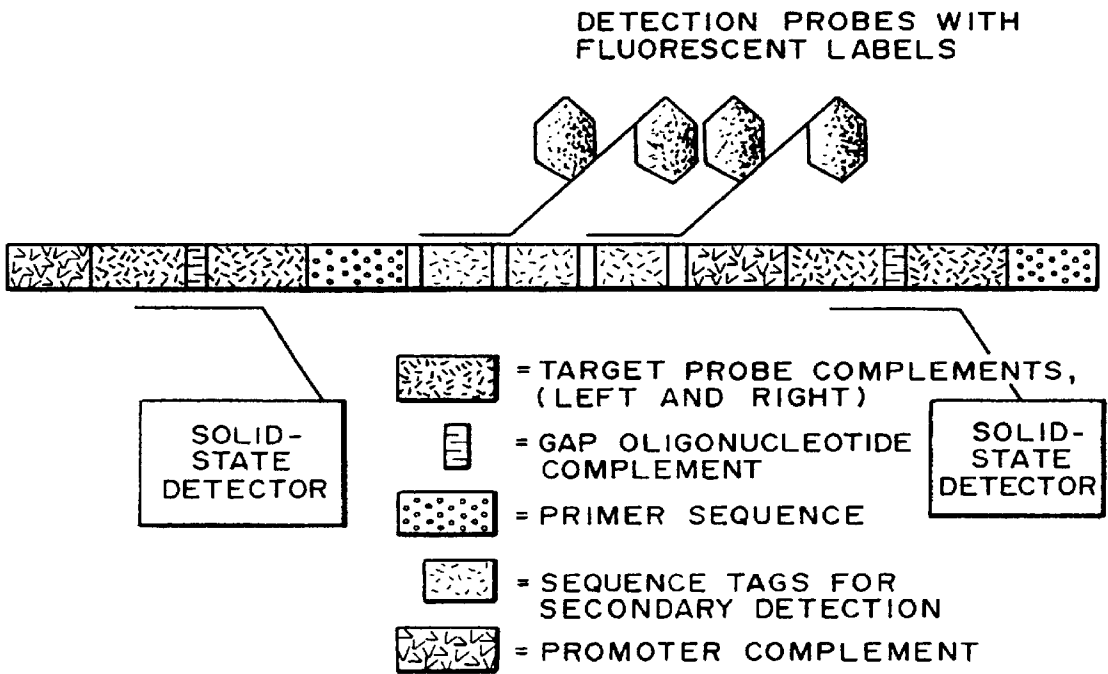 DETECTION PROBES WITH
FLUORESCENT LABELS
SOLID-
STATE
DETECTOR
= TARGET PROBE COMPLEMENTS,
(LEFT AND RIGHT)
= GAP OLIGONUCLEOTIDE
COMPLEMENT
= PRIMER SEQUENCE
= SEQUENCE TAGS FOR
SECONDARY DETECTION
= PROMOTER COMPLEMENT
SOLID-
STATE
DETECTOR